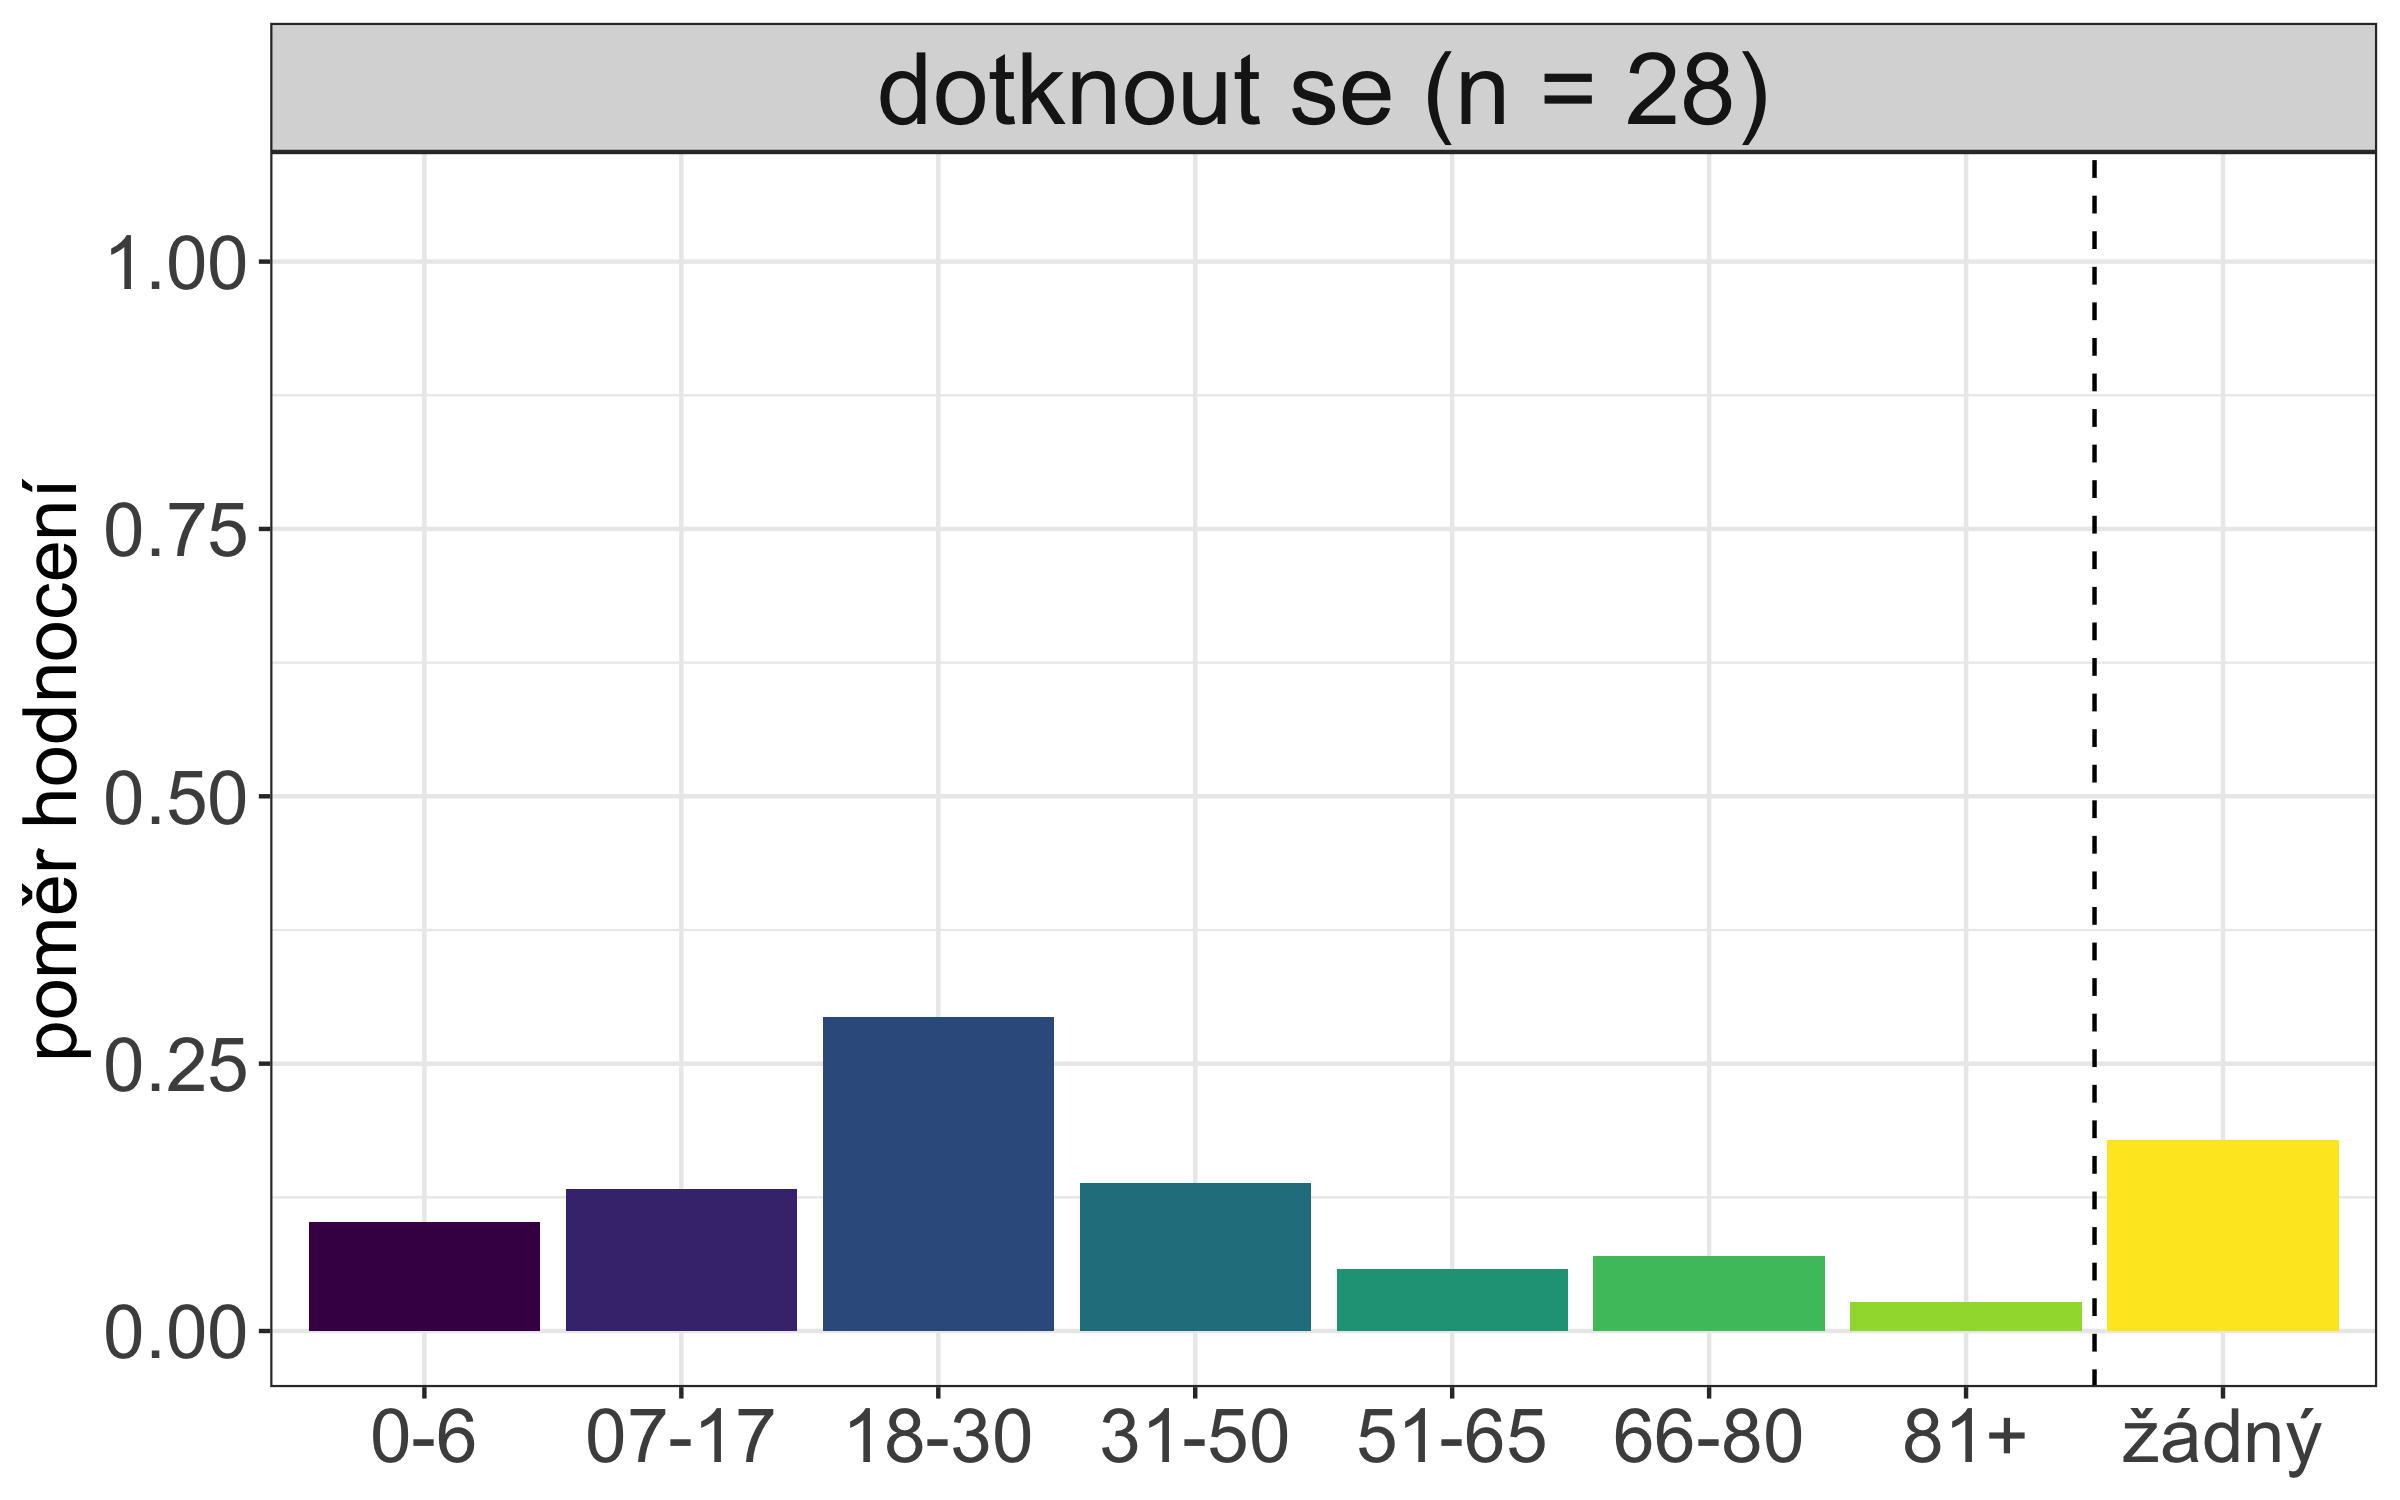 dotknout se (n = 28)
poměr hodnocení
1.00
0.75
0.50
0.25
0.00
0-6 07-17 18-30 31-50 51-65 66-80 81+ žádný